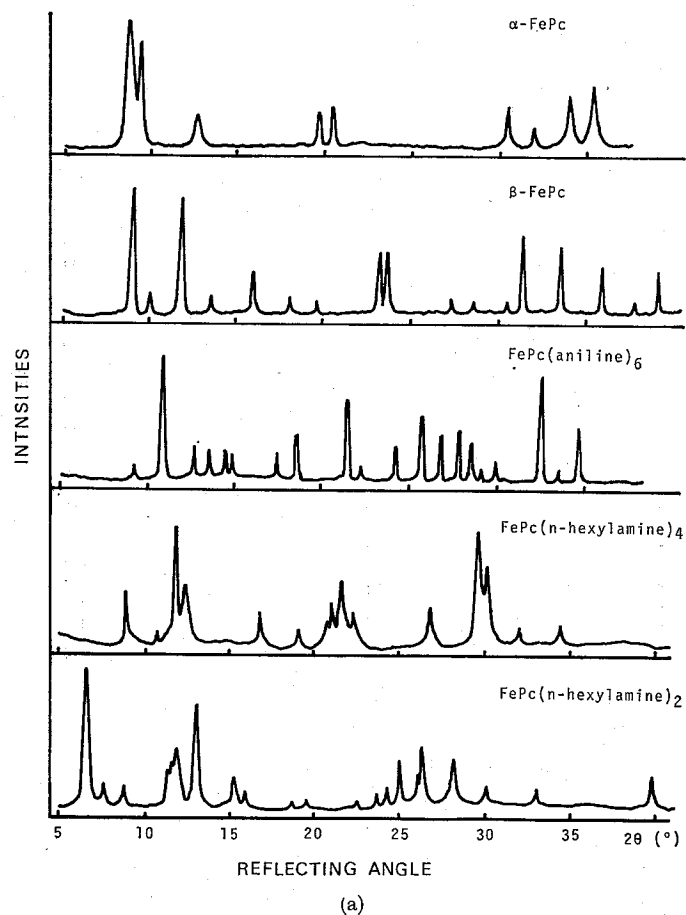 α-FePc
β-FePc
FePc(aniline)6
FePc(n-hexylamine)4
FePc(n-hexylamine)2
INTNSITIES
5 10 15 20 25 30 35 2θ (°)
REFLECTING ANGLE
(a)